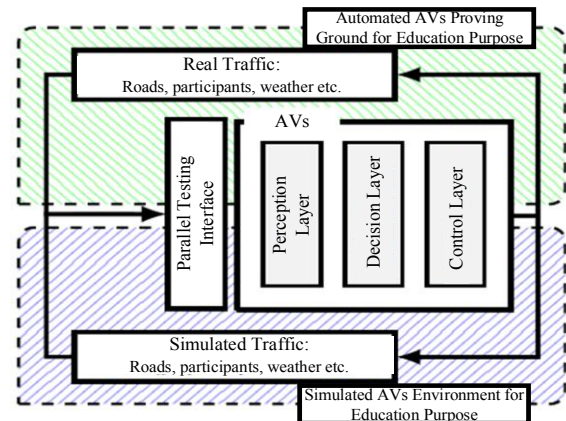 Automated AVs Proving
Ground for Education Purpose
Real Traffic:
Roads, participants, weather etc.
AVs
Parallel Testing
Interface
Perception
Layer
Decision Layer
Control Layer
Simulated Traffic:
Roads, participants, weather etc.
Simulated AVs Environment for
Education Purpose